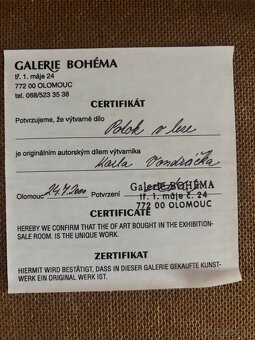 GALERIE BOHÉMA
tř. 1. máje 24
772 00 OLOMOUC
tel. 068/523 35 38
CERTIFIKÁT
Potvrzujeme, že výtvarné dílo Potok v lese
je originálním autorským dílem výtvarníka
Karla Vondráčka
Olomouc 24.7.2000 Potvrzení Galerie BOHÉMA
tř. 1. máje č. 24
772 00 OLOMOUC
CERTIFICATE
HEREBY WE CONFIRM THAT THE OF ART BOUGHT IN THE EXHIBITION-
SALE ROOM. IS THE UNIQUE WORK.
ZERTIFIKAT
HIERMIT WIRD BESTÄTIGT, DASS IN DIESER GALERIE GEKAUFTE KUNST-
WERK EIN ORIGINAL WERK IST.